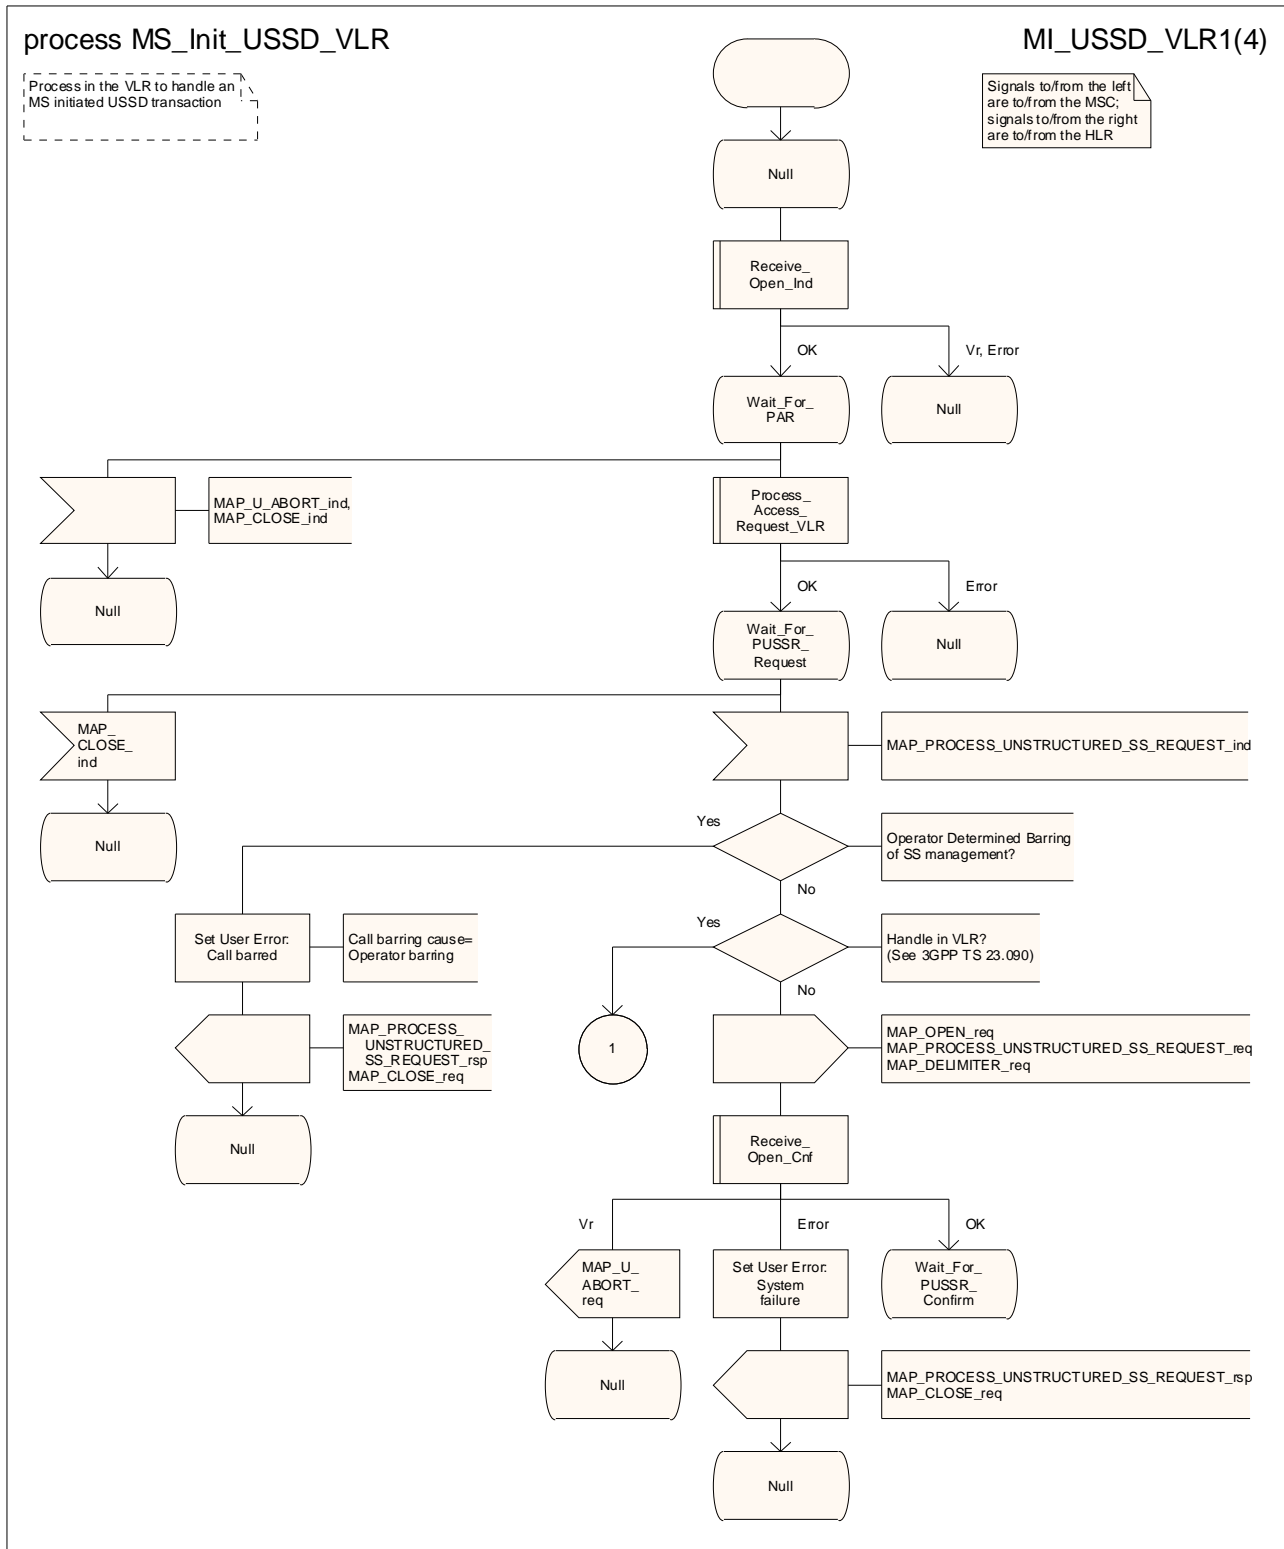 process MS_Init_USSD_VLR
MI_USSD_VLR1(4)
Process in the VLR to handle an
MS initiated USSD transaction
Signals to/from the left
are to/from the MSC;
signals to/from the right
are to/from the HLR
Null
Receive_
Open_Ind
OK
Vr, Error
Wait_For_
PAR
Null
MAP_U_ABORT_ind,
MAP_CLOSE_ind
Process_
Access_
Request_VLR
OK
Error
Null
Wait_For_
PUSSR_
Request
Null
MAP_
CLOSE_
ind
MAP_PROCESS_UNSTRUCTURED_SS_REQUEST_ind
Null
Yes
Operator Determined Barring
of SS management?
No
Set User Error:
Call barred
Call barring cause=
Operator barring
Yes
Handle in VLR?
(See 3GPP TS 23.090)
No
MAP_PROCESS_
UNSTRUCTURED_
SS_REQUEST_rsp
MAP_CLOSE_req
1
MAP_OPEN_req
MAP_PROCESS_UNSTRUCTURED_SS_REQUEST_req
MAP_DELIMITER_req
Null
Receive_
Open_Cnf
Vr
Error
OK
MAP_U_
ABORT_
req
Set User Error:
System
failure
Wait_For_
PUSSR_
Confirm
Null
MAP_PROCESS_UNSTRUCTURED_SS_REQUEST_rsp
MAP_CLOSE_req
Null